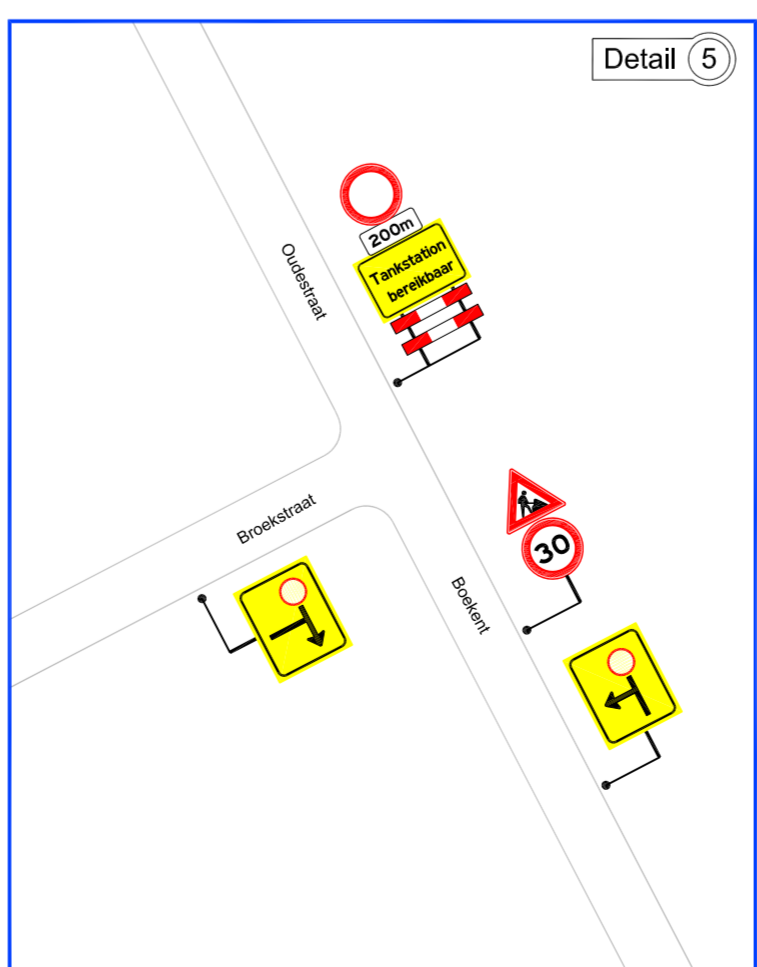 Detail 5
200m
Tankstation
bereikbaar
Oudestraat
Broekstraat
30
Boekent